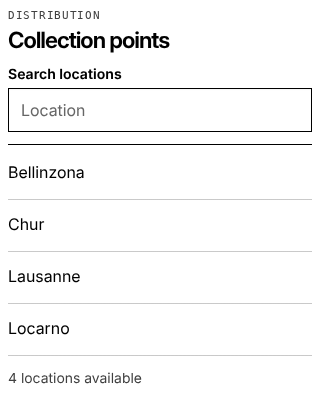 DISTRIBUTION
Collection points
Search locations
Location
Bellinzona
Chur
Lausanne
Locarno
4 locations available